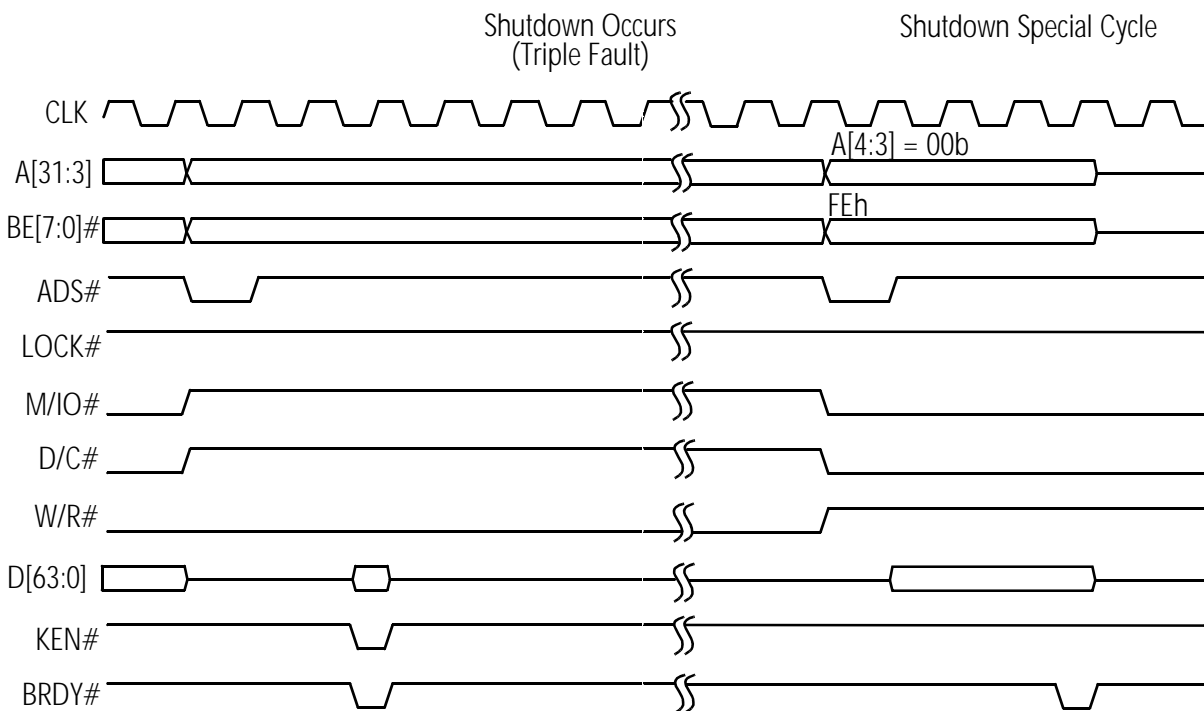 Shutdown Occurs
(Triple Fault)
Shutdown Special Cycle
CLK
A[4:3] = 00b
A[31:3]
FEh
BE[7:0]#
ADS#
LOCK#
M/IO#
D/C#
W/R#
D[63:0]
KEN#
BRDY#